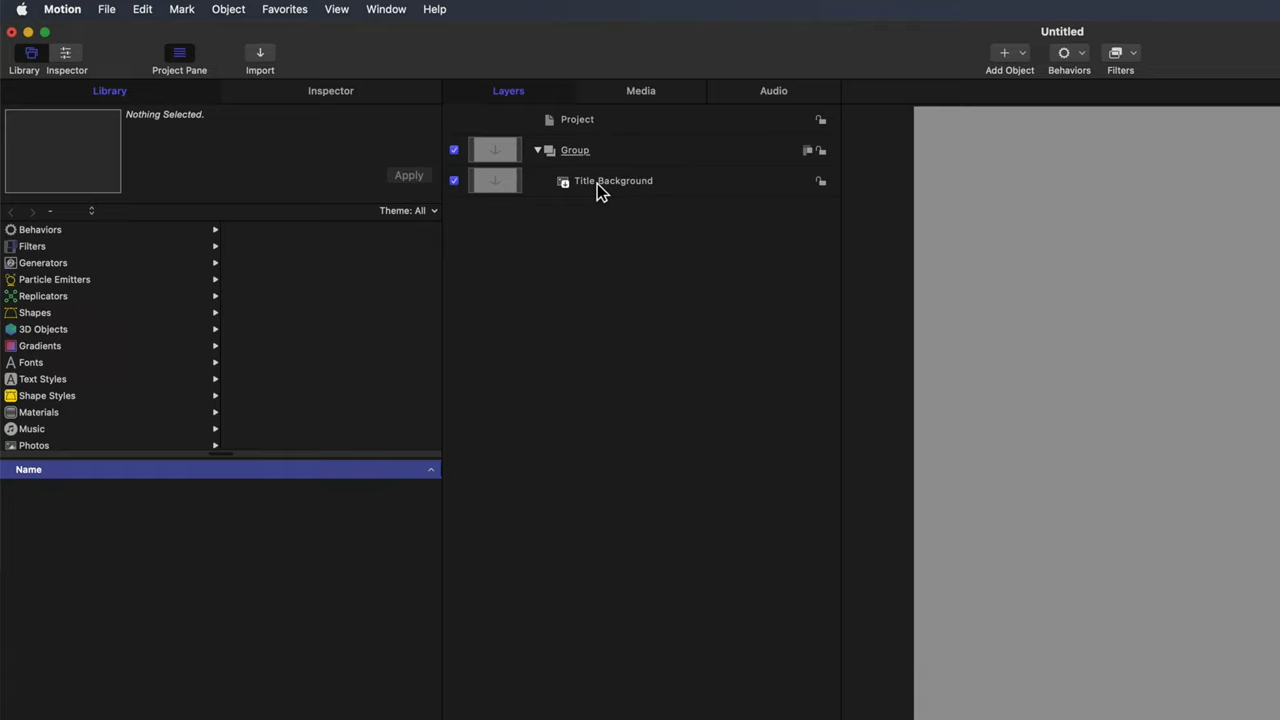 Motion File Edit Mark Object Favorites View Window Help
Untitled
Library Inspector Project Pane Import Add Object Behaviors Filters
Library Inspector Layers Media Audio
Nothing Selected.
Apply
- Theme: All
Project
Group
Title Background
Behaviors
Filters
Generators
Particle Emitters
Replicators
Shapes
3D Objects
Gradients
Fonts
Text Styles
Shape Styles
Materials
Music
Photos
Name